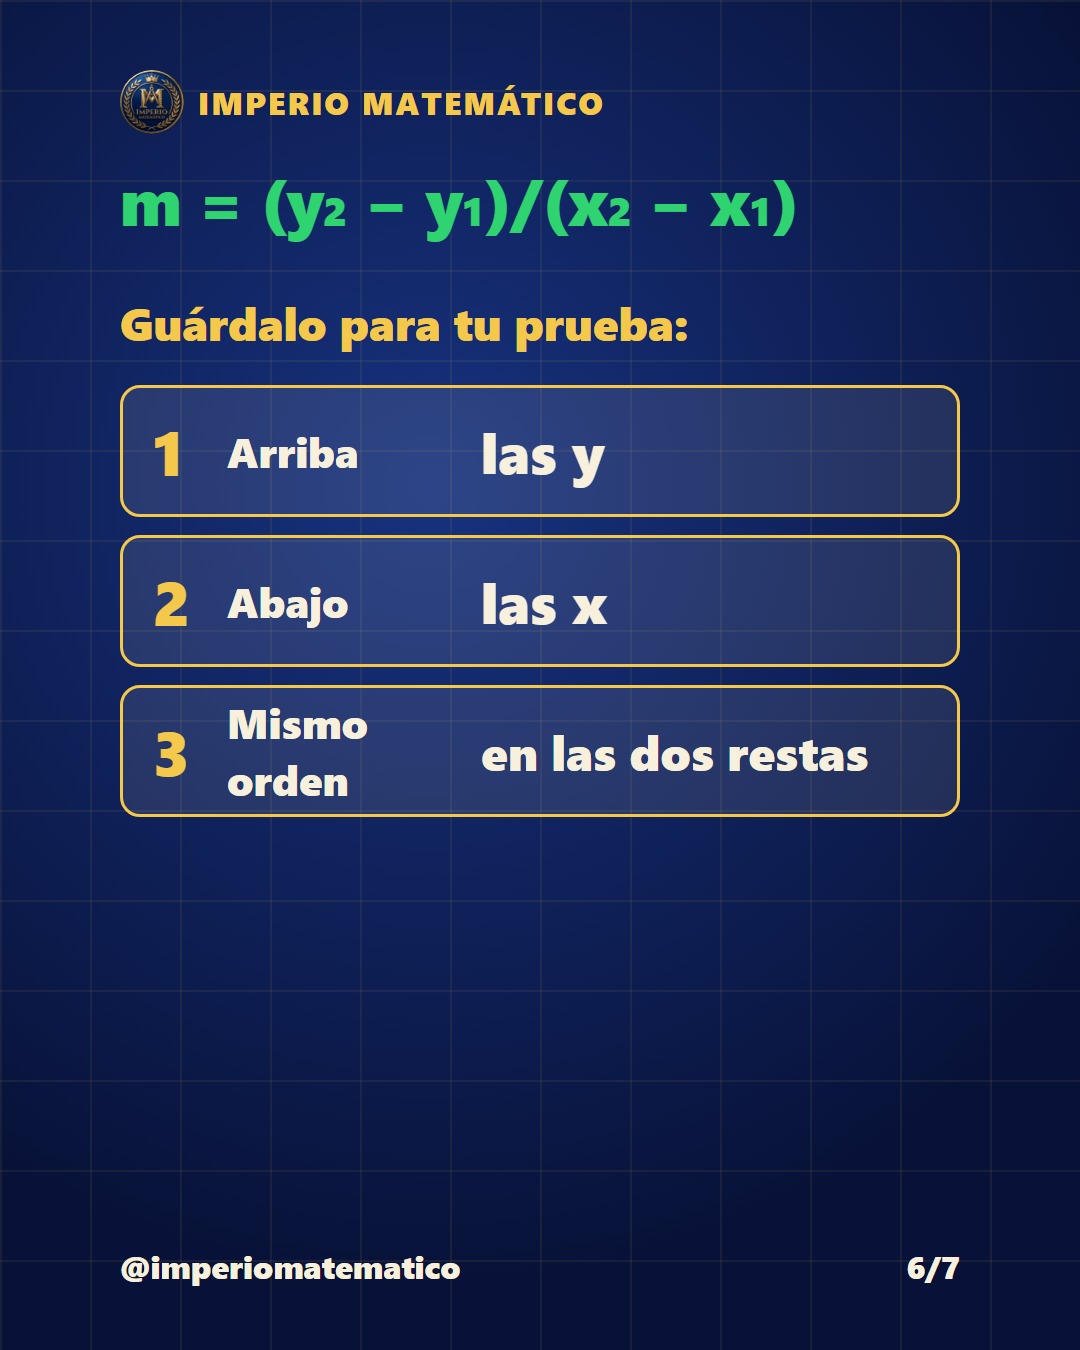 IMPERIO MATEMÁTICO
m = (y₂ − y₁)/(x₂ − x₁)
Guárdalo para tu prueba:
1 Arriba las y
2 Abajo las x
3 Mismo orden en las dos restas
@imperiomatematico 6/7